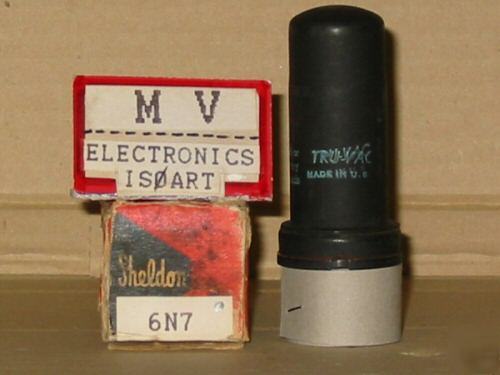 M V
ELECTRONICS
ISØART
Sheldon
6N7
TRU-VAC
MADE IN U.S